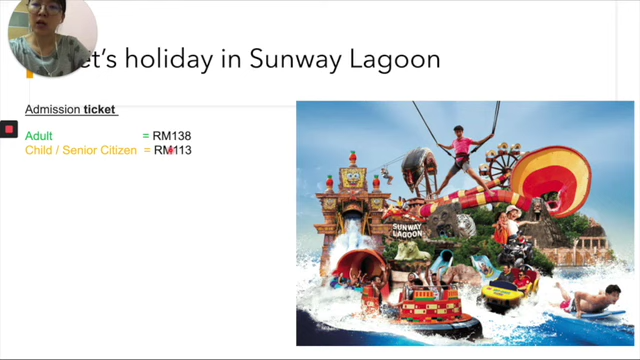 et's holiday in Sunway Lagoon
Admission ticket
Adult = RM138
Child / Senior Citizen = RM113
SUNWAY
LAGOON